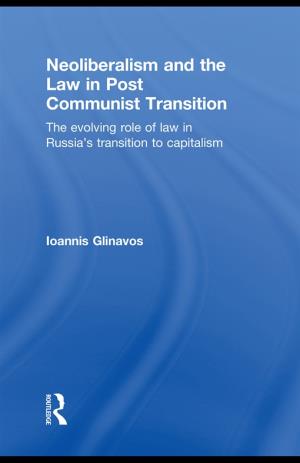 Neoliberalism and the
Law in Post
Communist Transition
The evolving role of law in
Russia's transition to capitalism
Ioannis Glinavos
ROUTLEDGE